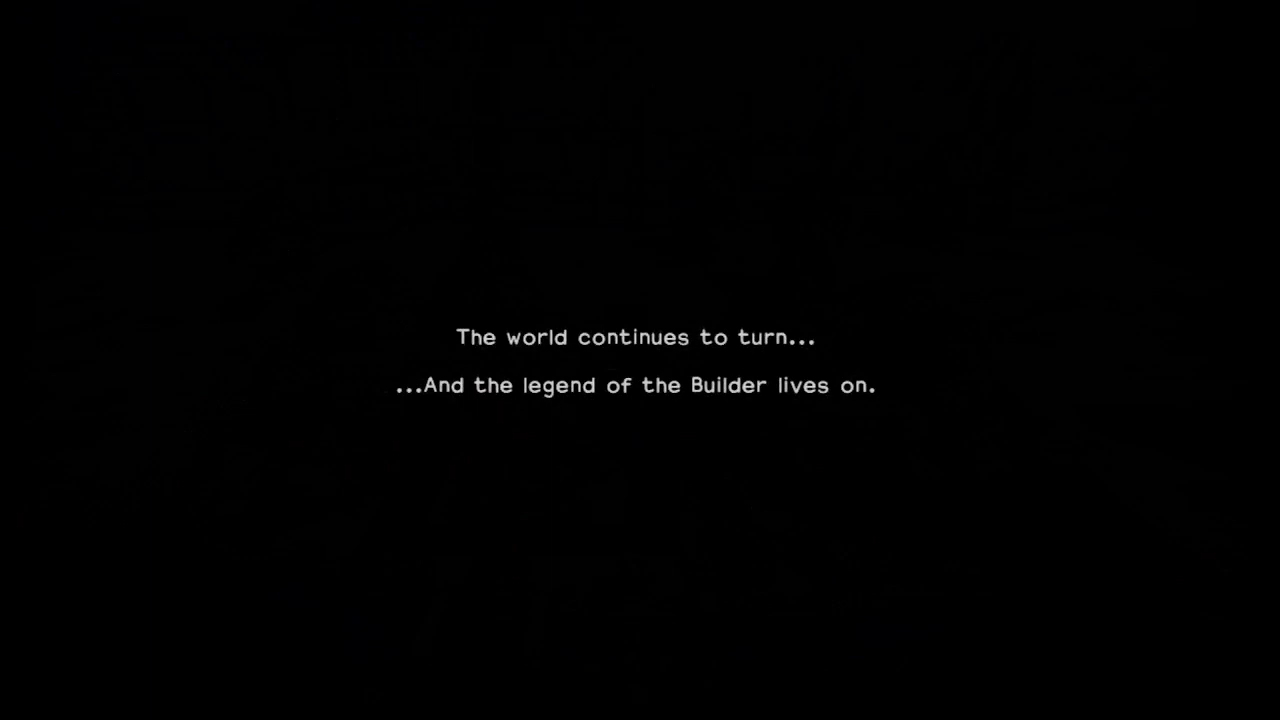 The world continues to turn...
...And the legend of the Builder lives on.